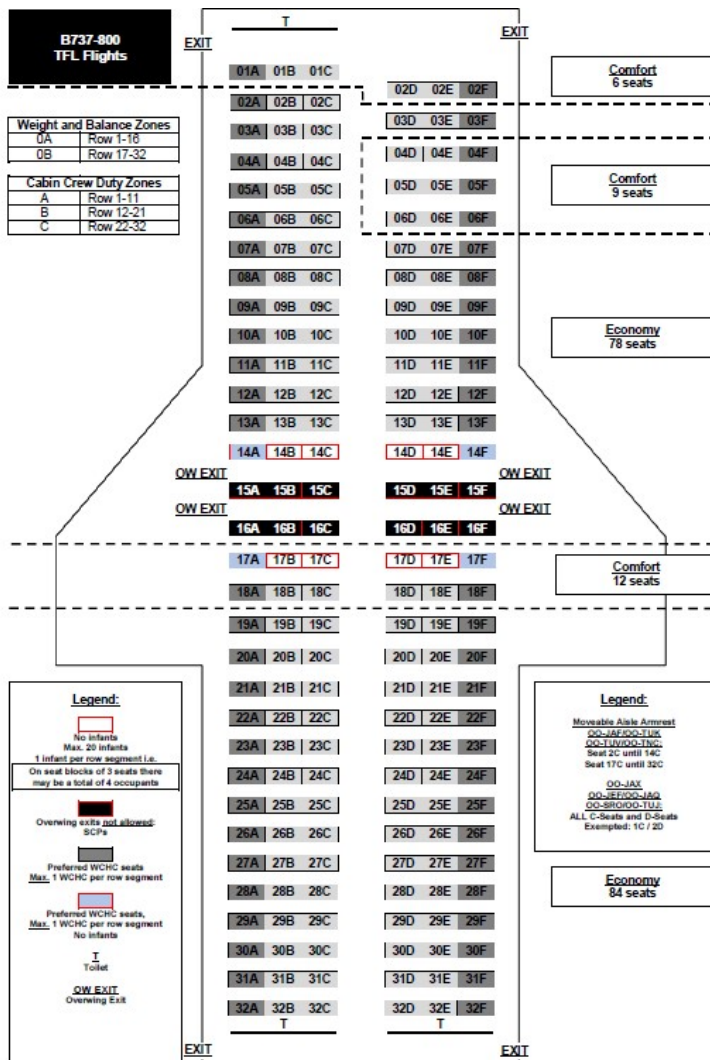 B737-800
TFL Flights
T
EXIT
EXIT
01A 01B 01C
Comfort
6 seats
02D 02E 02F
02A 02B 02C
Weight and Balance Zones
0A Row 1-16
0B Row 17-32
03A 03B 03C
03D 03E 03F
04A 04B 04C
04D 04E 04F
Cabin Crew Duty Zones
A Row 1-11
B Row 12-21
C Row 22-32
Comfort
9 seats
05A 05B 05C
05D 05E 05F
06A 06B 06C
06D 06E 06F
07A 07B 07C
07D 07E 07F
08A 08B 08C
08D 08E 08F
09A 09B 09C
09D 09E 09F
Economy
78 seats
10A 10B 10C
10D 10E 10F
11A 11B 11C
11D 11E 11F
12A 12B 12C
12D 12E 12F
13A 13B 13C
13D 13E 13F
14A 14B 14C
14D 14E 14F
OW EXIT
OW EXIT
15A 15B 15C
15D 15E 15F
OW EXIT
OW EXIT
16A 16B 16C
16D 16E 16F
17A 17B 17C
17D 17E 17F
Comfort
12 seats
18A 18B 18C
18D 18E 18F
19A 19B 19C
19D 19E 19F
20A 20B 20C
20D 20E 20F
21A 21B 21C
21D 21E 21F
22A 22B 22C
22D 22E 22F
23A 23B 23C
23D 23E 23F
24A 24B 24C
24D 24E 24F
25A 25B 25C
25D 25E 25F
26A 26B 26C
26D 26E 26F
27A 27B 27C
27D 27E 27F
28A 28B 28C
28D 28E 28F
29A 29B 29C
29D 29E 29F
30A 30B 30C
30D 30E 30F
31A 31B 31C
31D 31E 31F
32A 32B 32C
32D 32E 32F
T
T
EXIT
EXIT
Legend:
No infants
Max. 20 infants
1 infant per row segment i.e.
On seat blocks of 3 seats there
may be a total of 4 occupants
Overwing exits not allowed:
SCPs
Preferred WCHC seats
Max. 1 WCHC per row segment
Preferred WCHC seats,
Max. 1 WCHC per row segment
No infants
T
Toilet
OW EXIT
Overwing Exit
Legend:
Moveable Aisle Armrest
OO-JAF/OO-TUK
OO-TUV/OO-TNC:
Seat 2C until 14C
Seat 17C until 32C
OO-JAX
OO-JEF/OO-JAQ
OO-SRO/OO-TUJ:
ALL C-Seats and D-Seats
Exempted: 1C / 2D
Economy
84 seats